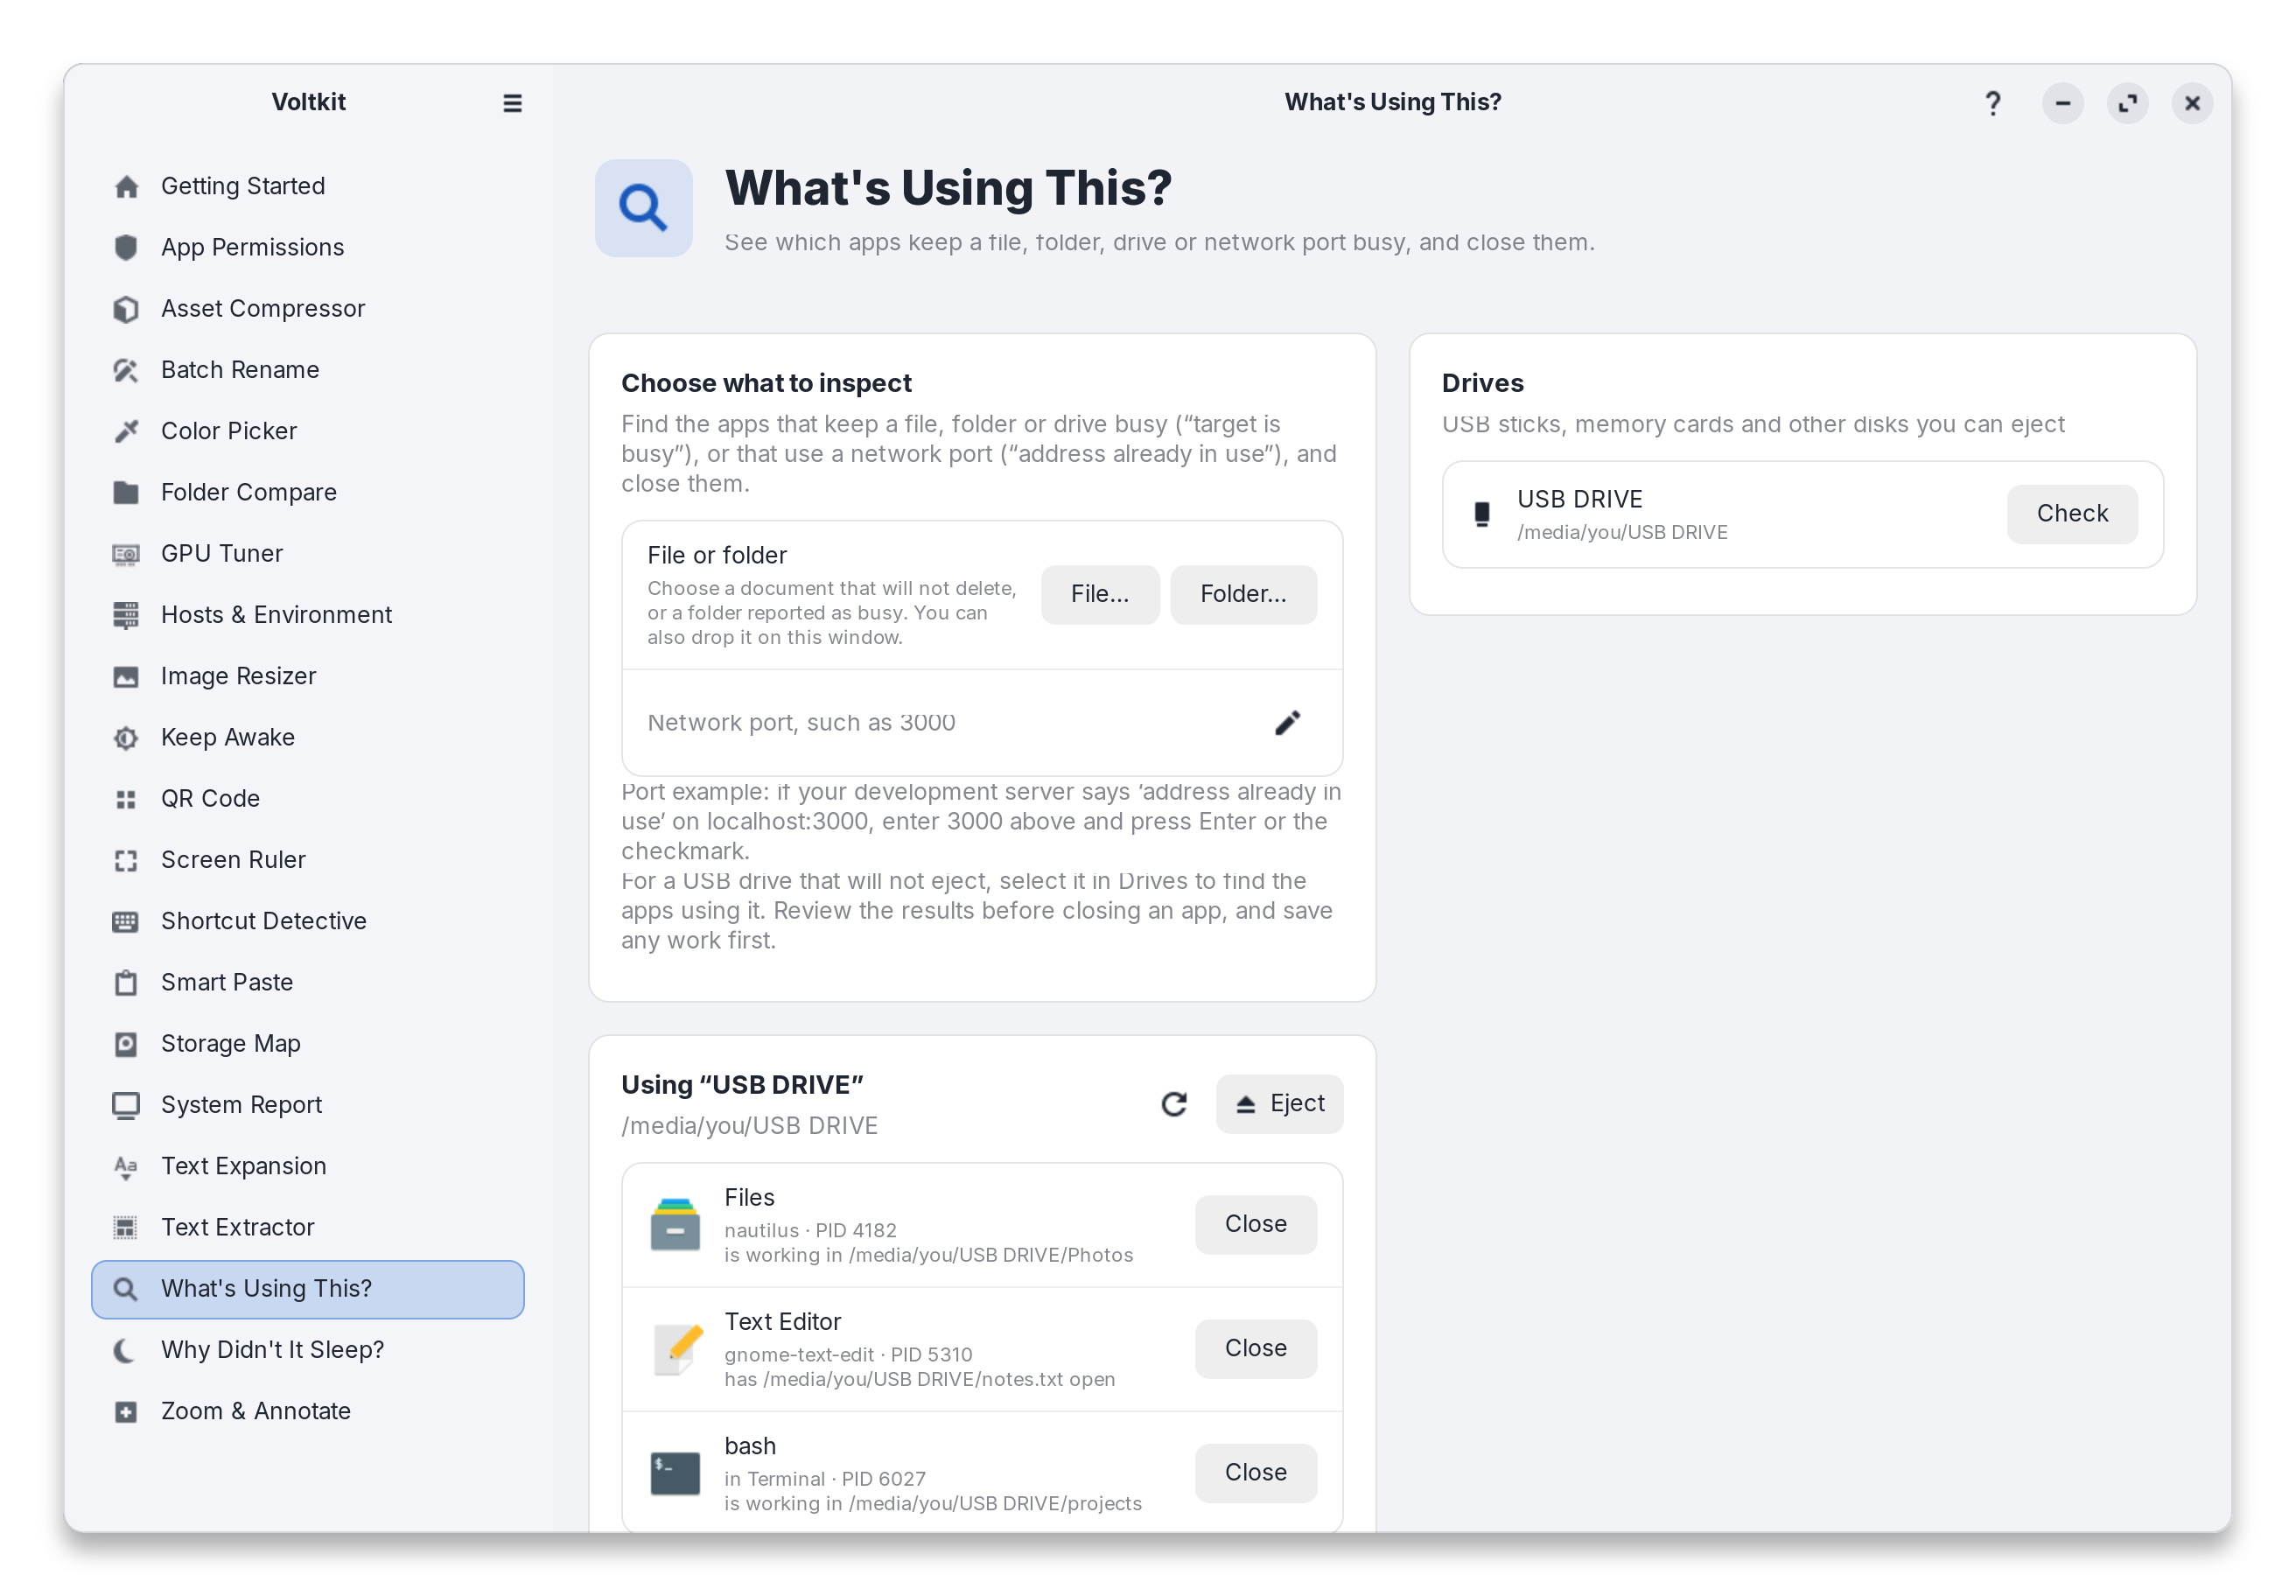 Voltkit
What's Using This?
?
Getting Started
App Permissions
Asset Compressor
Batch Rename
Color Picker
Folder Compare
GPU Tuner
Hosts & Environment
Image Resizer
Keep Awake
QR Code
Screen Ruler
Shortcut Detective
Smart Paste
Storage Map
System Report
Text Expansion
Text Extractor
What's Using This?
Why Didn't It Sleep?
Zoom & Annotate
What's Using This?
See which apps keep a file, folder, drive or network port busy, and close them.
Choose what to inspect
Find the apps that keep a file, folder or drive busy (“target is
busy”), or that use a network port (“address already in use”), and
close them.
File or folder
Choose a document that will not delete,
or a folder reported as busy. You can
also drop it on this window.
File...
Folder...
Network port, such as 3000
Port example: if your development server says ‘address already in
use’ on localhost:3000, enter 3000 above and press Enter or the
checkmark.
For a USB drive that will not eject, select it in Drives to find the
apps using it. Review the results before closing an app, and save
any work first.
Drives
USB sticks, memory cards and other disks you can eject
USB DRIVE
/media/you/USB DRIVE
Check
Using “USB DRIVE”
/media/you/USB DRIVE
Eject
Files
nautilus · PID 4182
is working in /media/you/USB DRIVE/Photos
Close
Text Editor
gnome-text-edit · PID 5310
has /media/you/USB DRIVE/notes.txt open
Close
bash
in Terminal · PID 6027
is working in /media/you/USB DRIVE/projects
Close